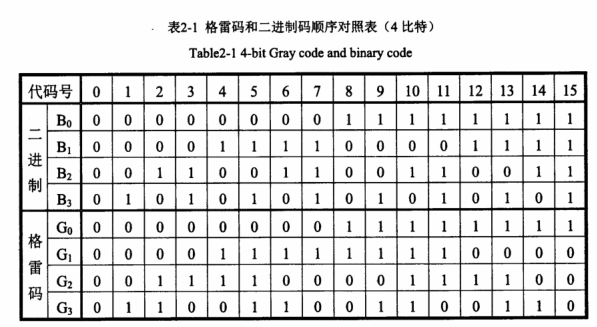 表2-1 格雷码和二进制码顺序对照表（4比特）
Table2-1 4-bit Gray code and binary code
代码号 0 1 2 3 4 5 6 7 8 9 10 11 12 13 14 15
二进制
B₀ 0 0 0 0 0 0 0 0 1 1 1 1 1 1 1 1
B₁ 0 0 0 0 1 1 1 1 0 0 0 0 1 1 1 1
B₂ 0 0 1 1 0 0 1 1 0 0 1 1 0 0 1 1
B₃ 0 1 0 1 0 1 0 1 0 1 0 1 0 1 0 1
格雷码
G₀ 0 0 0 0 0 0 0 0 1 1 1 1 1 1 1 1
G₁ 0 0 0 0 1 1 1 1 1 1 1 1 0 0 0 0
G₂ 0 0 1 1 1 1 0 0 0 0 1 1 1 1 0 0
G₃ 0 1 1 0 0 1 1 0 0 1 1 0 0 1 1 0